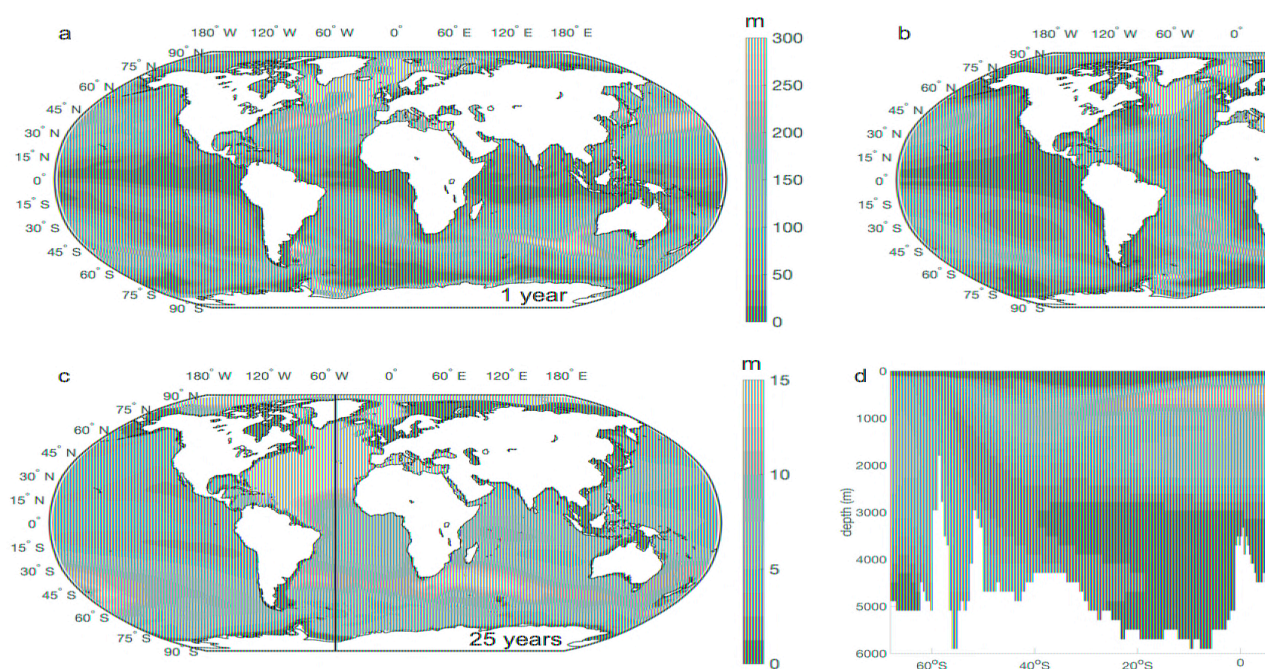 a
180° W 120° W 60° W 0° 60° E 120° E 180° E
90° N
75° N
60° N
45° N
30° N
15° N
0°
15° S
30° S
45° S
60° S
75° S
90° S
1 year
m
300
250
200
150
100
50
0
b
180° W 120° W 60° W 0°
90° N
75° N
60° N
45° N
30° N
15° N
0°
15° S
30° S
45° S
60° S
75° S
90° S
c
180° W 120° W 60° W 0° 60° E 120° E 180° E
90° N
75° N
60° N
45° N
30° N
15° N
0°
15° S
30° S
45° S
60° S
75° S
90° S
25 years
m
15
10
5
0
d
0
1000
2000
3000
4000
5000
6000
depth (m)
60°S 40°S 20°S 0